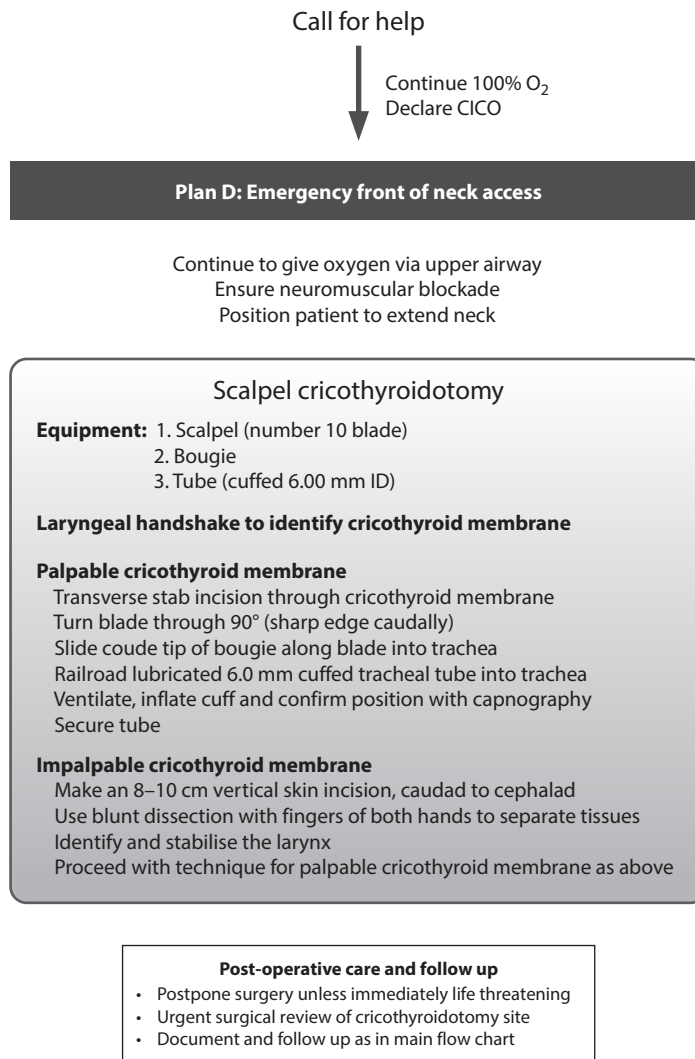 Call for help
Continue 100% O₂
Declare CICO
Plan D: Emergency front of neck access
Continue to give oxygen via upper airway
Ensure neuromuscular blockade
Position patient to extend neck
Scalpel cricothyroidotomy
Equipment: 1. Scalpel (number 10 blade)
2. Bougie
3. Tube (cuffed 6.00 mm ID)
Laryngeal handshake to identify cricothyroid membrane
Palpable cricothyroid membrane
Transverse stab incision through cricothyroid membrane
Turn blade through 90° (sharp edge caudally)
Slide coude tip of bougie along blade into trachea
Railroad lubricated 6.0 mm cuffed tracheal tube into trachea
Ventilate, inflate cuff and confirm position with capnography
Secure tube
Impalpable cricothyroid membrane
Make an 8–10 cm vertical skin incision, caudad to cephalad
Use blunt dissection with fingers of both hands to separate tissues
Identify and stabilise the larynx
Proceed with technique for palpable cricothyroid membrane as above
Post-operative care and follow up
• Postpone surgery unless immediately life threatening
• Urgent surgical review of cricothyroidotomy site
• Document and follow up as in main flow chart